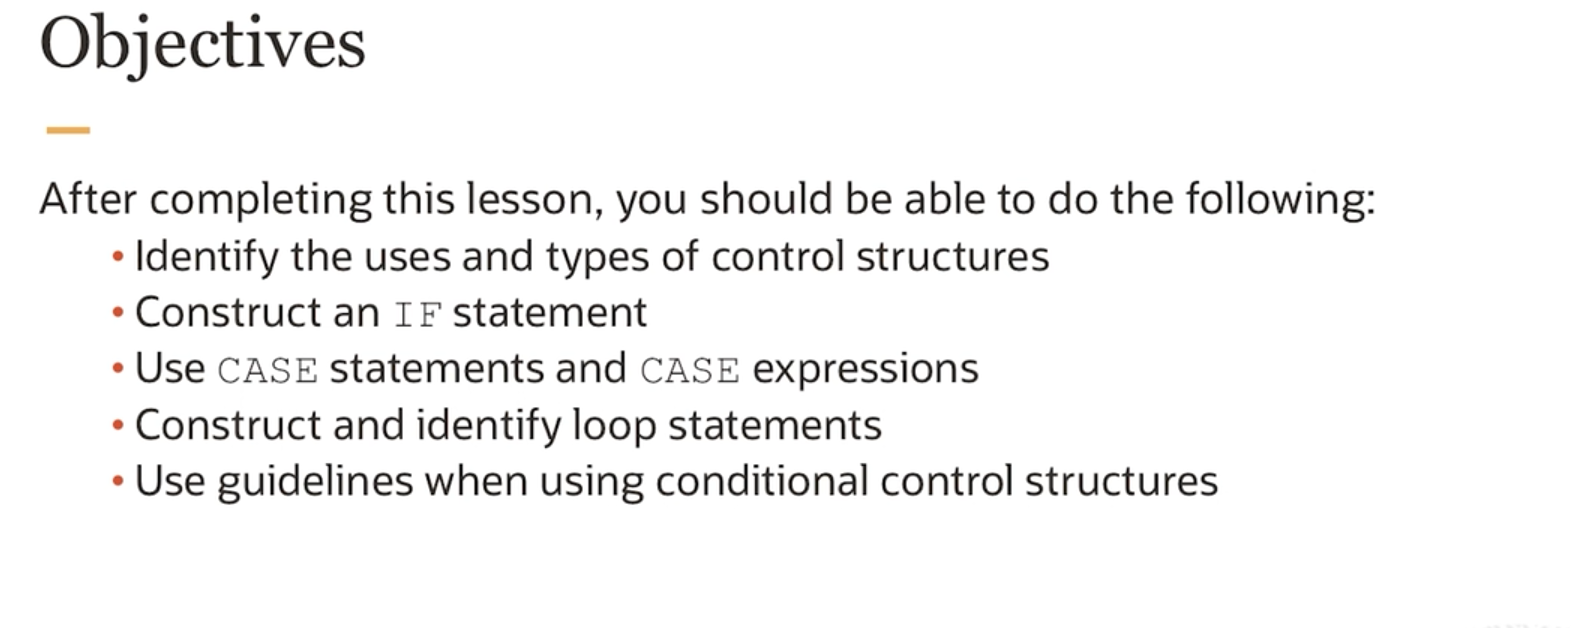 Objectives
After completing this lesson, you should be able to do the following:
• Identify the uses and types of control structures
• Construct an IF statement
• Use CASE statements and CASE expressions
• Construct and identify loop statements
• Use guidelines when using conditional control structures